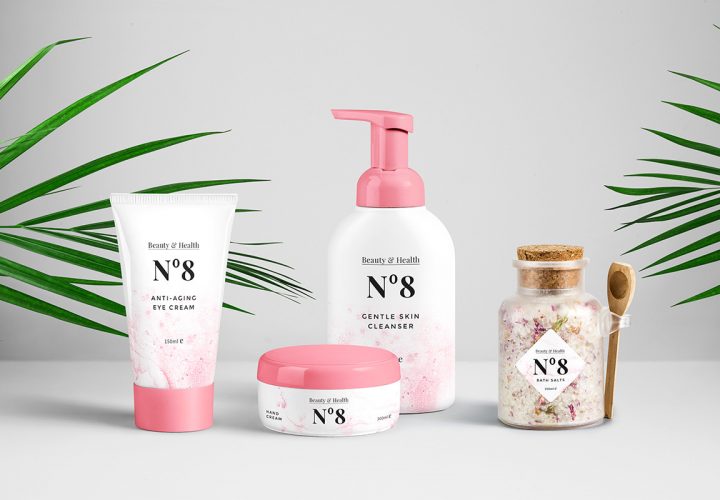 Beauty & Health
Nº8
ANTI-AGING
EYE CREAM
150ml ℮
Beauty & Health
Nº8
GENTLE SKIN
CLEANSER
℮
Beauty & Health
HAND
CREAM
Nº8
200ml ℮
Beauty & Health
Nº8
BATH SALTS